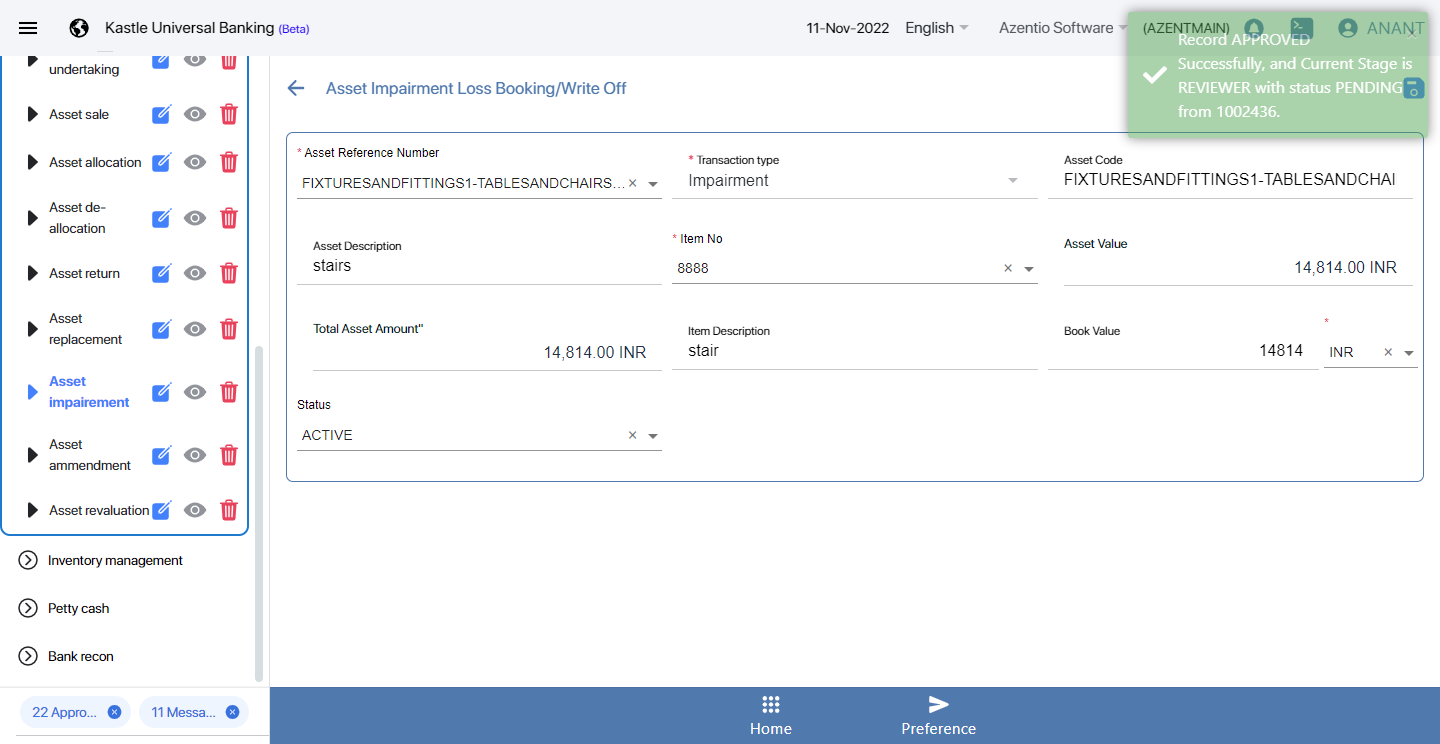 Kastle Universal Banking (Beta)
11-Nov-2022
English
Azentio Software
(AZENTMAIN)
ANANT
Record APPROVED
Successfully, and Current Stage is
REVIEWER with status PENDING
from 1002436.
undertaking
Asset sale
Asset allocation
Asset de-
allocation
Asset return
Asset
replacement
Asset
impairement
Asset
ammendment
Asset revaluation
Inventory management
Petty cash
Bank recon
22 Appro...
11 Messa...
Asset Impairment Loss Booking/Write Off
* Asset Reference Number
FIXTURESANDFITTINGS1-TABLESANDCHAIRS...
* Transaction type
Impairment
Asset Code
FIXTURESANDFITTINGS1-TABLESANDCHAI
Asset Description
stairs
* Item No
8888
Asset Value
14,814.00 INR
Total Asset Amount"
14,814.00 INR
Item Description
stair
Book Value
14814
*
INR
Status
ACTIVE
Home
Preference